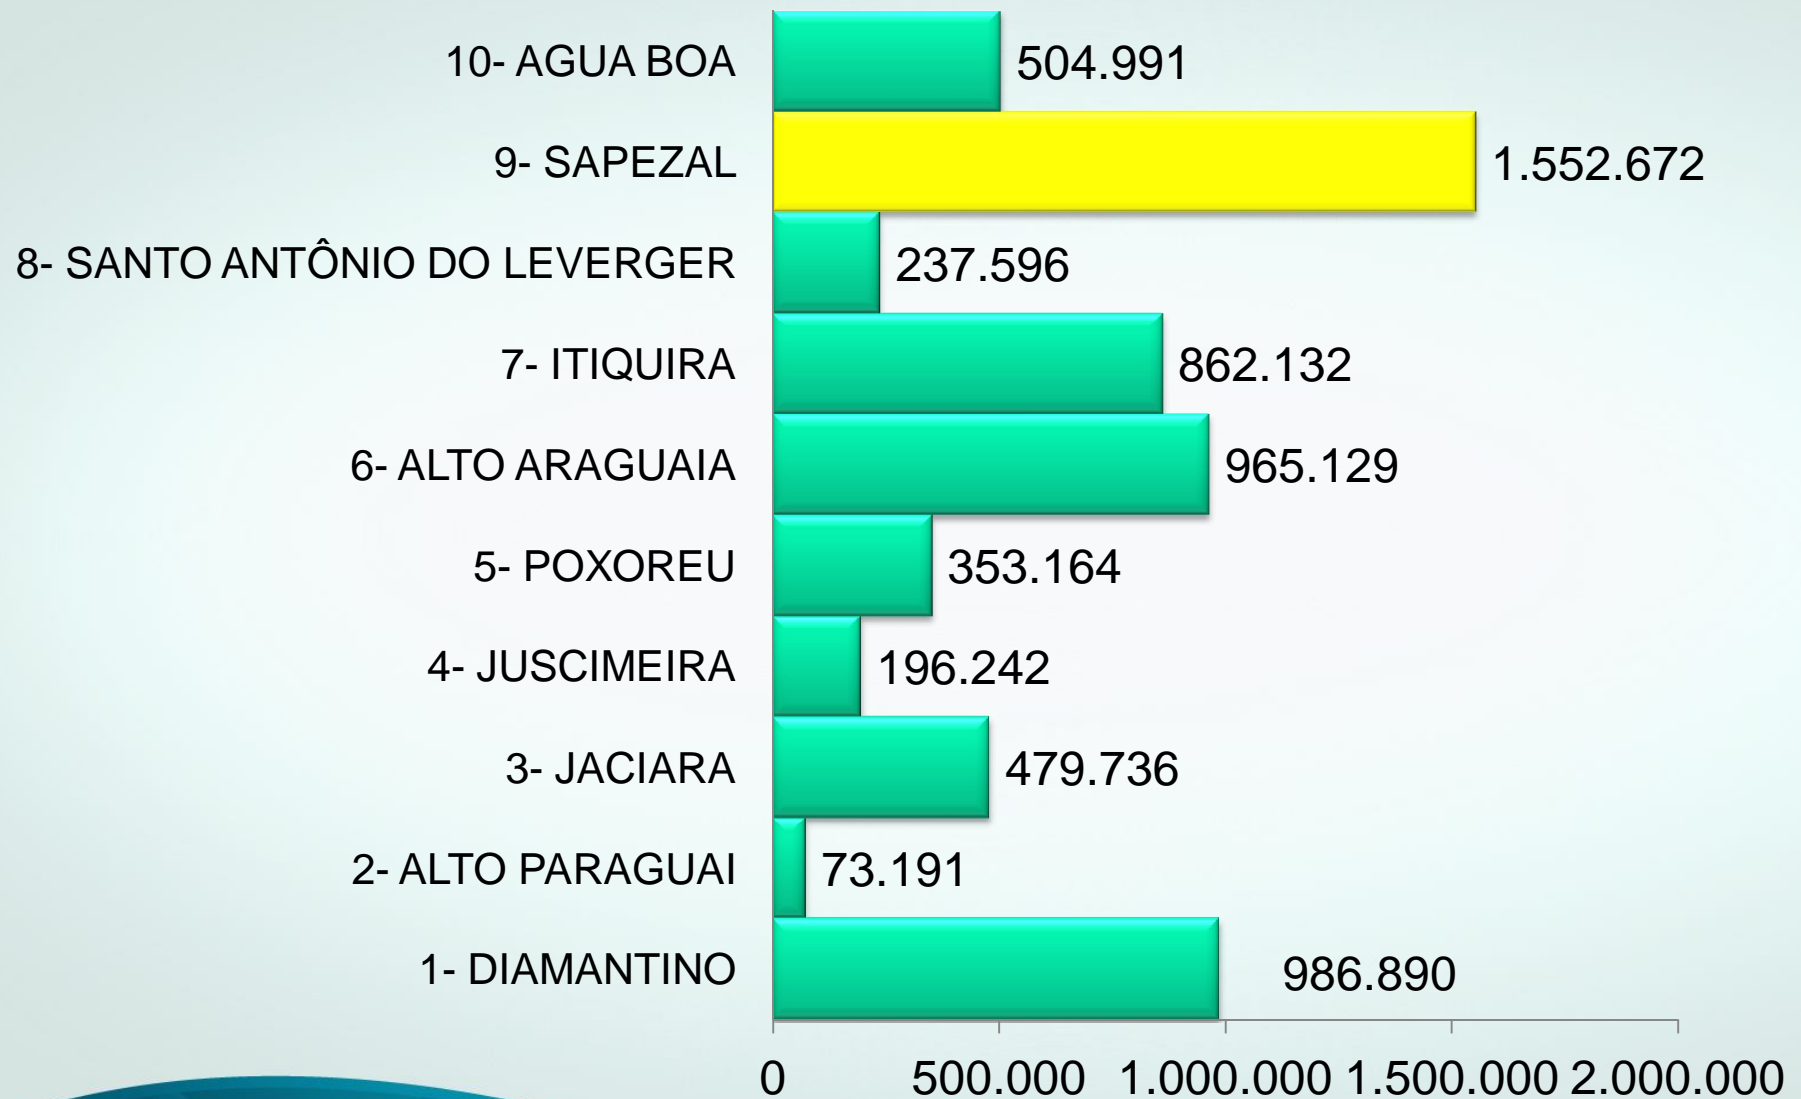 10- AGUA BOA 504.991
9- SAPEZAL 1.552.672
8- SANTO ANTÔNIO DO LEVERGER 237.596
7- ITIQUIRA 862.132
6- ALTO ARAGUAIA 965.129
5- POXOREU 353.164
4- JUSCIMEIRA 196.242
3- JACIARA 479.736
2- ALTO PARAGUAI 73.191
1- DIAMANTINO 986.890
0 500.000 1.000.000 1.500.000 2.000.000